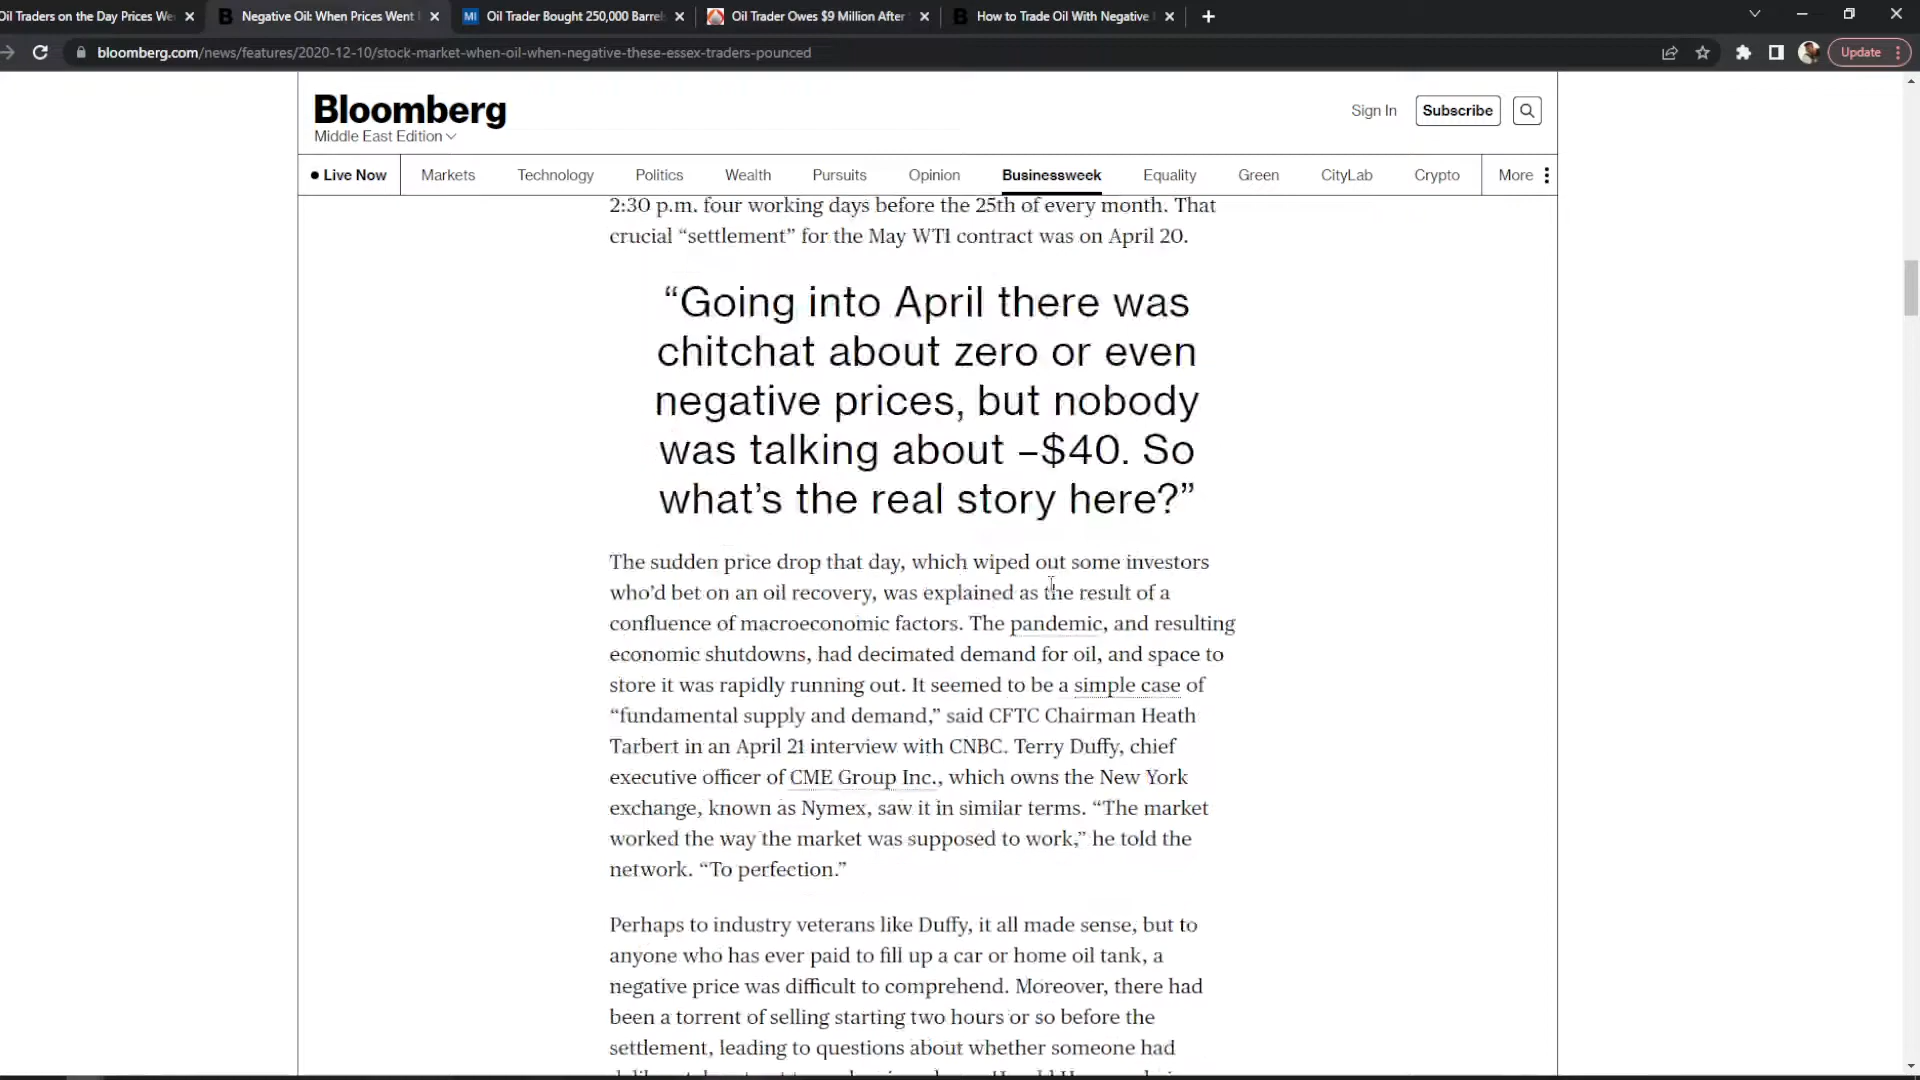 il Traders on the Day Prices We
Negative Oil: When Prices Went
Oil Trader Bought 250,000 Barrels
Oil Trader Owes $9 Million After
How to Trade Oil With Negative
bloomberg.com/news/features/2020-12-10/stock-market-when-oil-when-negative-these-essex-traders-pounced
Update
Bloomberg
Middle East Edition
Sign In
Subscribe
Live Now
Markets
Technology
Politics
Wealth
Pursuits
Opinion
Businessweek
Equality
Green
CityLab
Crypto
More
2:30 p.m. four working days before the 25th of every month. That
crucial “settlement” for the May WTI contract was on April 20.
“Going into April there was
chitchat about zero or even
negative prices, but nobody
was talking about –$40. So
what’s the real story here?”
The sudden price drop that day, which wiped out some investors
who’d bet on an oil recovery, was explained as the result of a
confluence of macroeconomic factors. The pandemic, and resulting
economic shutdowns, had decimated demand for oil, and space to
store it was rapidly running out. It seemed to be a simple case of
“fundamental supply and demand,” said CFTC Chairman Heath
Tarbert in an April 21 interview with CNBC. Terry Duffy, chief
executive officer of CME Group Inc., which owns the New York
exchange, known as Nymex, saw it in similar terms. “The market
worked the way the market was supposed to work,” he told the
network. “To perfection.”
Perhaps to industry veterans like Duffy, it all made sense, but to
anyone who has ever paid to fill up a car or home oil tank, a
negative price was difficult to comprehend. Moreover, there had
been a torrent of selling starting two hours or so before the
settlement, leading to questions about whether someone had